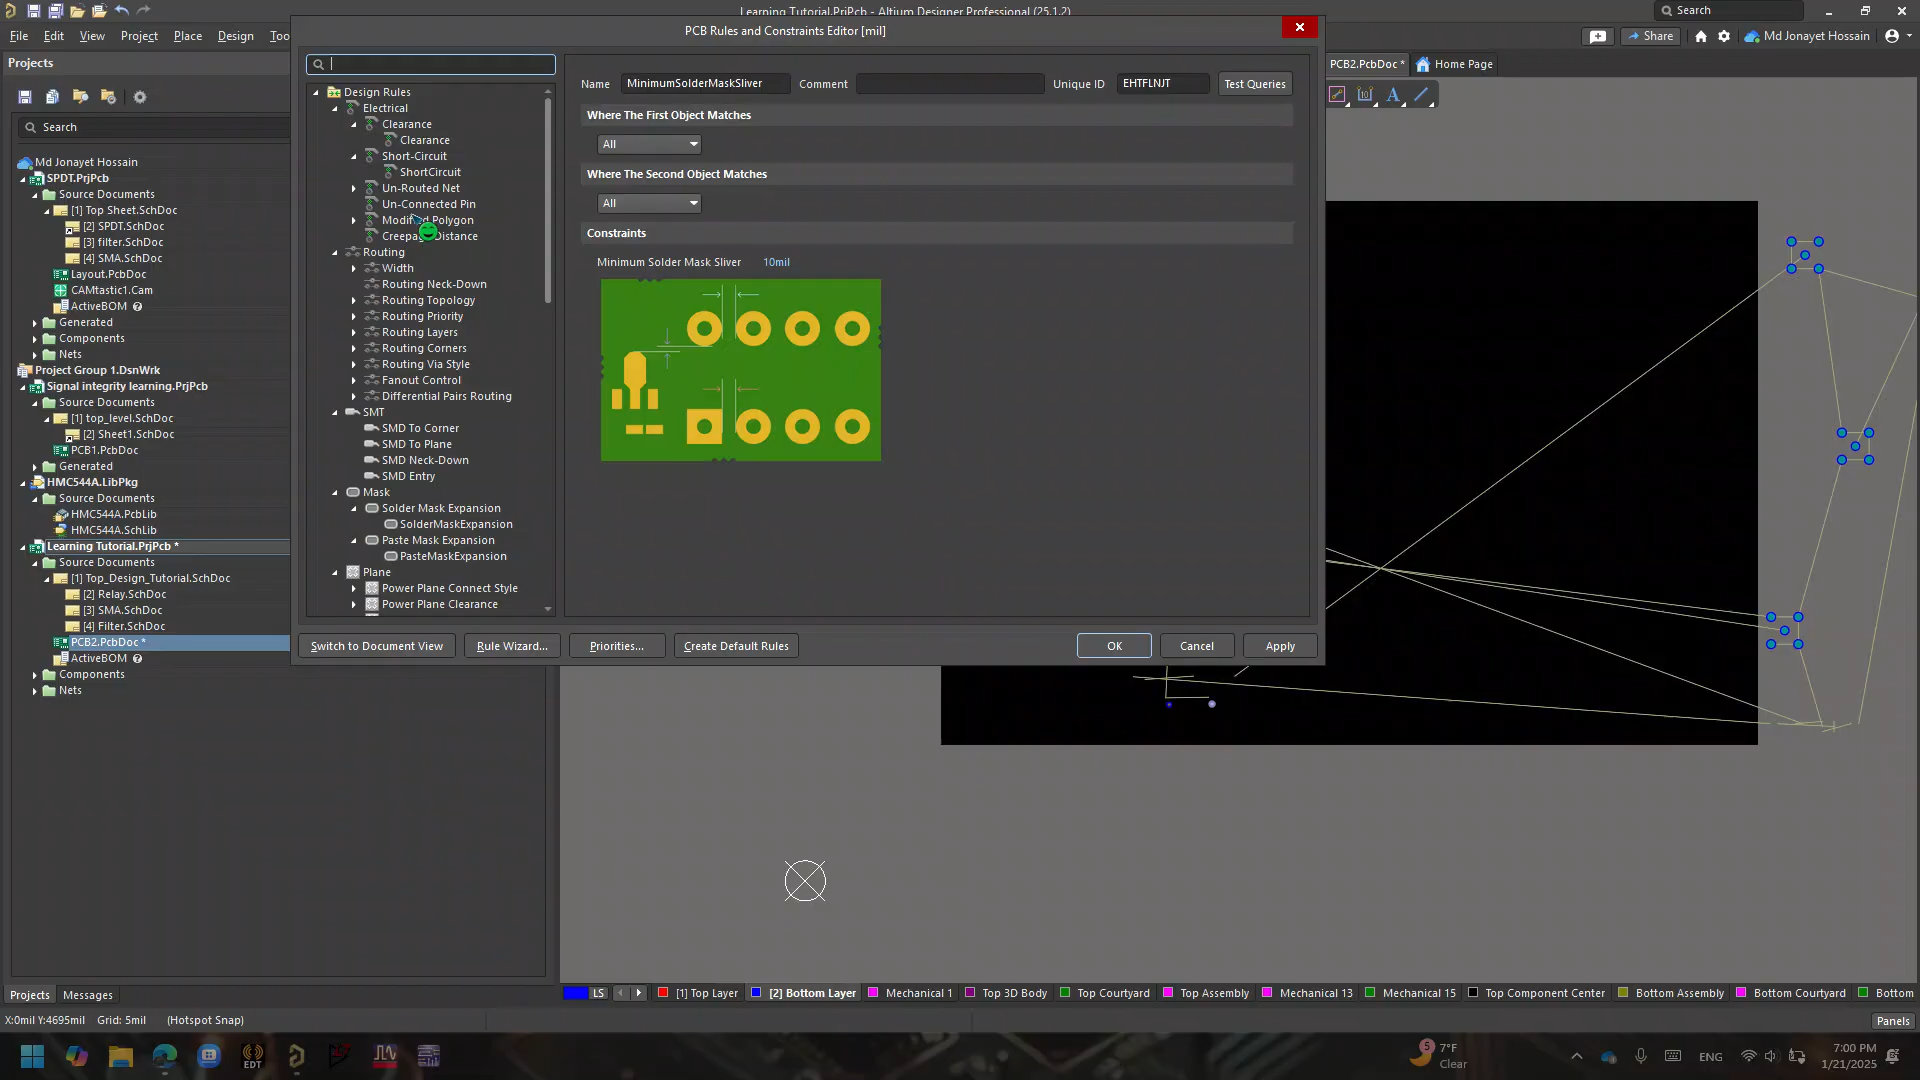 Learning Tutorial.PrjPcb - Altium Designer Professional (25.1.2)
Search
File Edit View Project Place Design Too
Share
Md Jonayet Hossain
PCB2.PcbDoc *
Home Page
Projects
Search
Md Jonayet Hossain
SPDT.PrjPcb
Source Documents
[1] Top Sheet.SchDoc
[2] SPDT.SchDoc
[3] filter.SchDoc
[4] SMA.SchDoc
Layout.PcbDoc
CAMtastic1.Cam
ActiveBOM
Generated
Components
Nets
Project Group 1.DsnWrk
Signal integrity learning.PrjPcb
Source Documents
[1] top_level.SchDoc
[2] Sheet1.SchDoc
PCB1.PcbDoc
Generated
HMC544A.LibPkg
Source Documents
HMC544A.PcbLib
HMC544A.SchLib
Learning Tutorial.PrjPcb *
Source Documents
[1] Top_Design_Tutorial.SchDoc
[2] Relay.SchDoc
[3] SMA.SchDoc
[4] Filter.SchDoc
PCB2.PcbDoc *
ActiveBOM
Components
Nets
PCB Rules and Constraints Editor [mil]
Design Rules
Electrical
Clearance
Clearance
Short-Circuit
ShortCircuit
Un-Routed Net
Un-Connected Pin
Modified Polygon
Creepage Distance
Routing
Width
Routing Neck-Down
Routing Topology
Routing Priority
Routing Layers
Routing Corners
Routing Via Style
Fanout Control
Differential Pairs Routing
SMT
SMD To Corner
SMD To Plane
SMD Neck-Down
SMD Entry
Mask
Solder Mask Expansion
SolderMaskExpansion
Paste Mask Expansion
PasteMaskExpansion
Plane
Power Plane Connect Style
Power Plane Clearance
Name MinimumSolderMaskSliver Comment Unique ID EHTFLNJT Test Queries
Where The First Object Matches
All
Where The Second Object Matches
All
Constraints
Minimum Solder Mask Sliver 10mil
Switch to Document View Rule Wizard... Priorities... Create Default Rules OK Cancel Apply
Projects Messages
LS [1] Top Layer [2] Bottom Layer Mechanical 1 Top 3D Body Top Courtyard Top Assembly Mechanical 13 Mechanical 15 Top Component Center Bottom Assembly Bottom Courtyard Bottom
X:0mil Y:4695mil Grid: 5mil (Hotspot Snap)
Panels
EDT
5
7°F
Clear
ENG
7:00 PM
1/21/2025